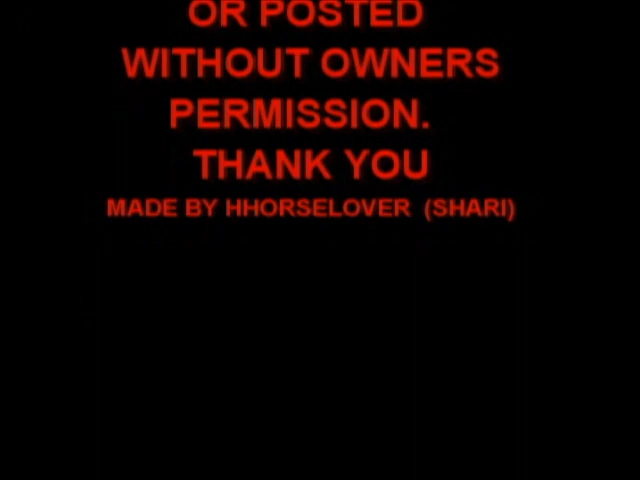 OR POSTED
WITHOUT OWNERS
PERMISSION.
THANK YOU
MADE BY HHORSELOVER (SHARI)